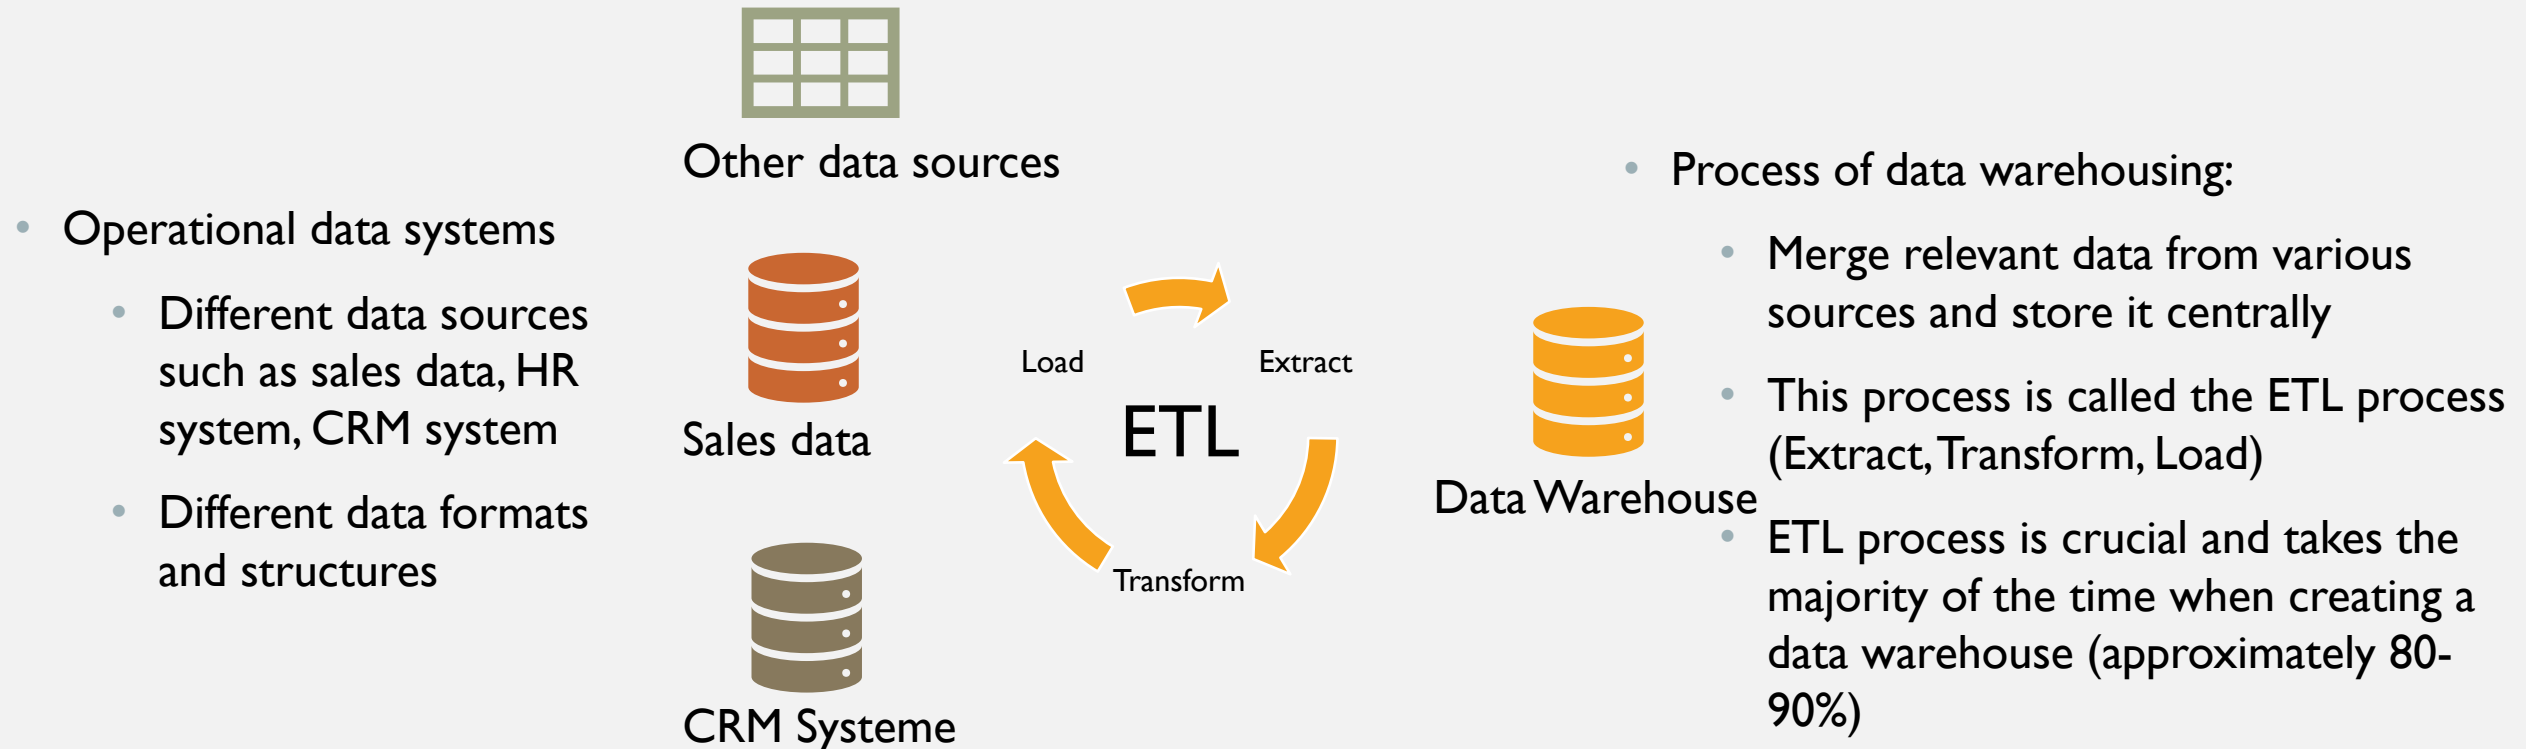 Operational data systems
Different data sources
such as sales data, HR
system, CRM system
Different data formats
and structures
Other data sources
Sales data
CRM Systeme
Load
Extract
ETL
Transform
Data Warehouse
Process of data warehousing:
Merge relevant data from various
sources and store it centrally
This process is called the ETL process
(Extract, Transform, Load)
ETL process is crucial and takes the
majority of the time when creating a
data warehouse (approximately 80-
90%)